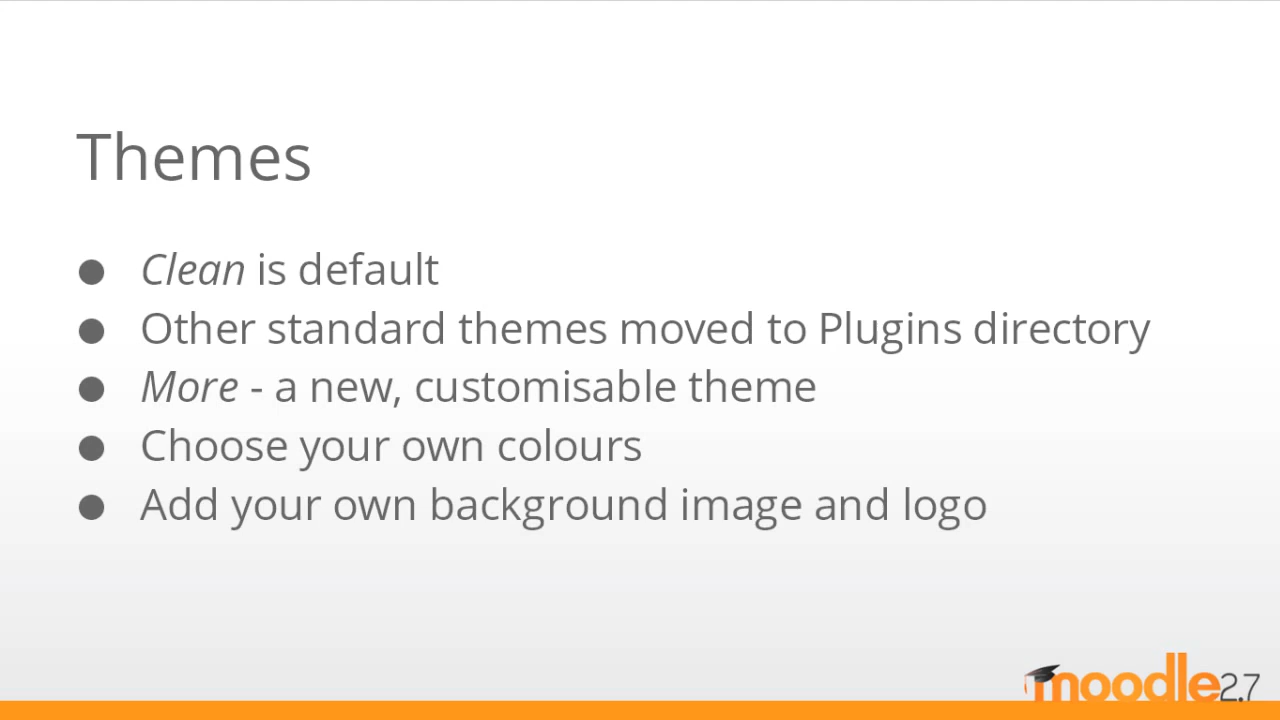 Themes
● Clean is default
● Other standard themes moved to Plugins directory
● More - a new, customisable theme
● Choose your own colours
● Add your own background image and logo
moodle2.7